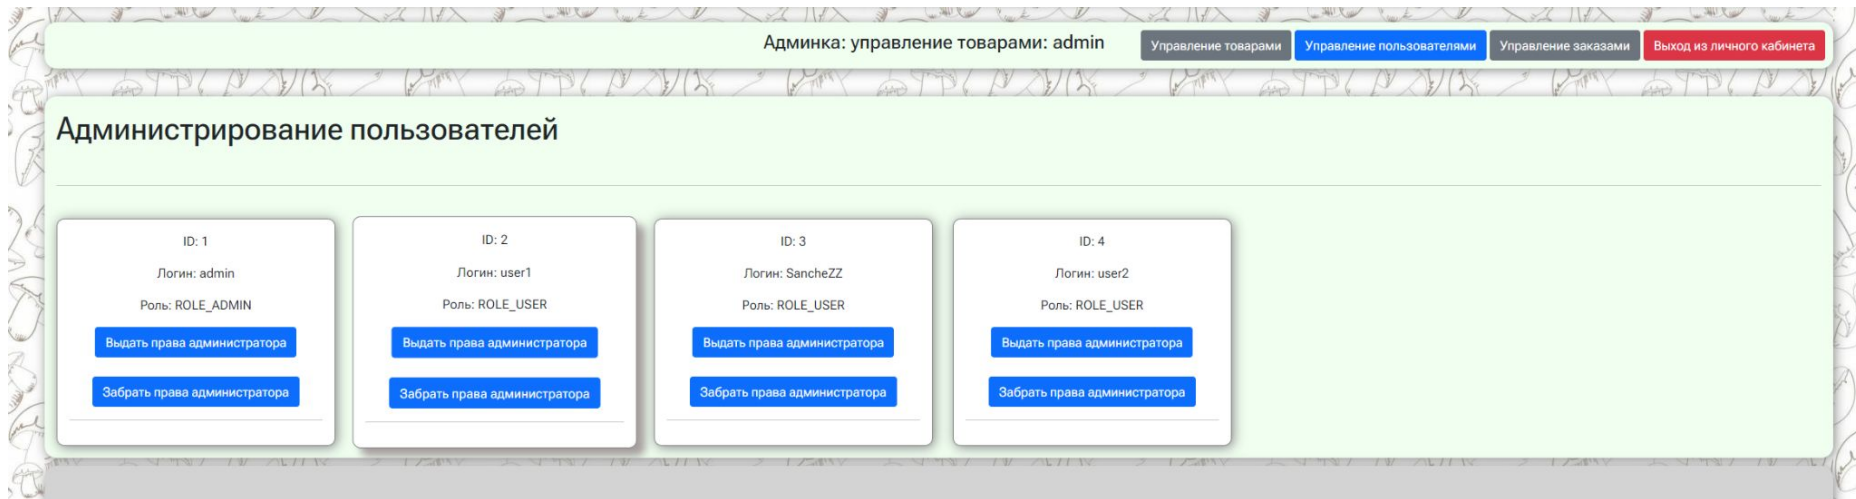 Админка: управление товарами: admin
Управление товарами
Управление пользователями
Управление заказами
Выход из личного кабинета
Администрирование пользователей
ID: 1
Логин: admin
Роль: ROLE_ADMIN
Выдать права администратора
Забрать права администратора
ID: 2
Логин: user1
Роль: ROLE_USER
Выдать права администратора
Забрать права администратора
ID: 3
Логин: SancheZZ
Роль: ROLE_USER
Выдать права администратора
Забрать права администратора
ID: 4
Логин: user2
Роль: ROLE_USER
Выдать права администратора
Забрать права администратора